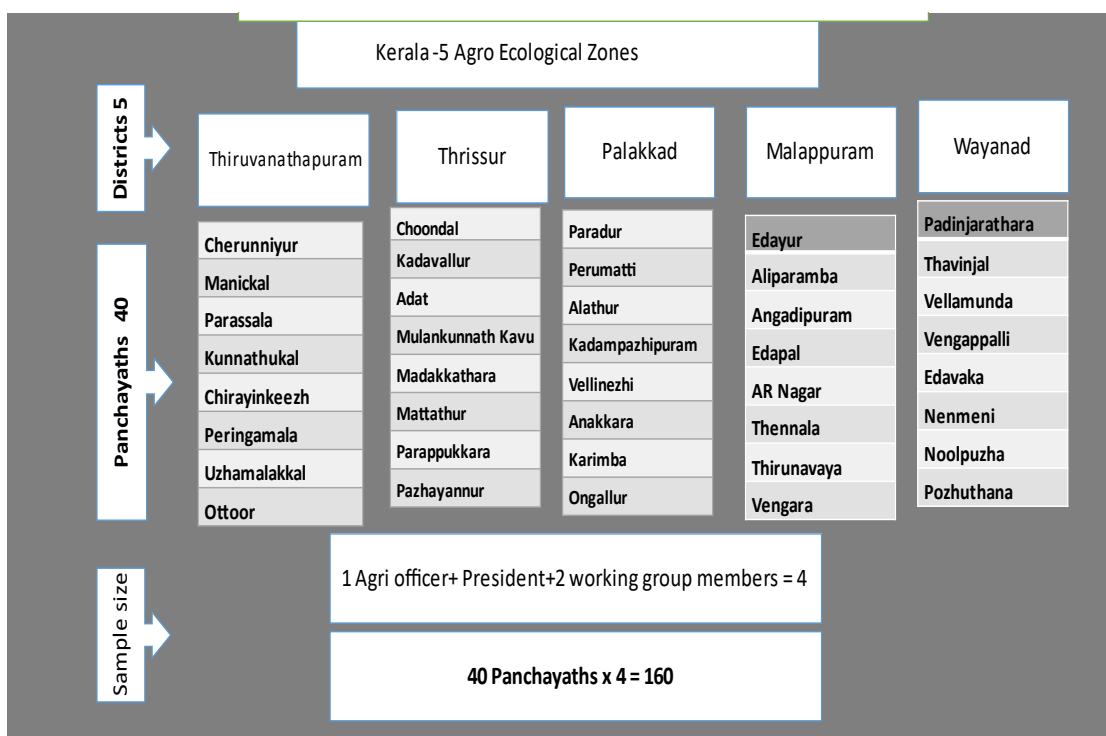 Kerala -5 Agro Ecological Zones
Districts 5
Thiruvanathapuram
Thrissur
Palakkad
Malappuram
Wayanad
Panchayaths 40
Cherunniyur
Manickal
Parassala
Kunnathukal
Chirayinkeezh
Peringamala
Uzhamalakkal
Ottoor
Choondal
Kadavallur
Adat
Mulankunnath Kavu
Madakkathara
Mattathur
Parappukkara
Pazhayannur
Paradur
Perumatti
Alathur
Kadampazhipuram
Vellinezhi
Anakkara
Karimba
Ongallur
Edayur
Aliparamba
Angadipuram
Edapal
AR Nagar
Thennala
Thirunavaya
Vengara
Padinjarathara
Thavinjal
Vellamunda
Vengappalli
Edavaka
Nenmeni
Noolpuzha
Pozhuthana
Sample size
1 Agri officer+ President+2 working group members = 4
40 Panchayaths x 4 = 160